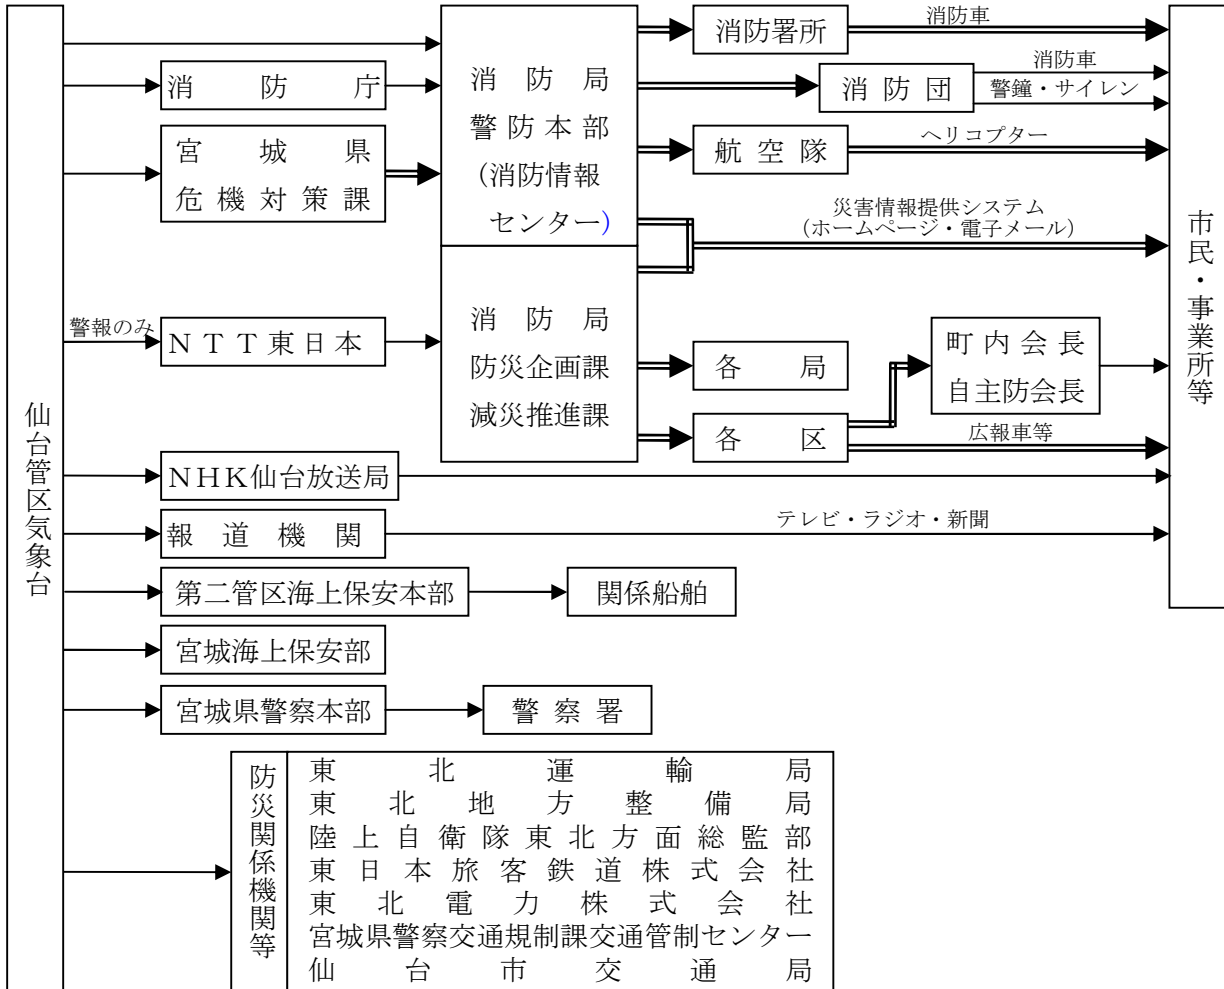 仙台管区気象台
消防庁
宮城県
危機対策課
警報のみ
NTT東日本
NHK仙台放送局
報道機関
第二管区海上保安本部
関係船舶
宮城海上保安部
宮城県警察本部
警察署
消防局
警防本部
(消防情報
センター)
消防局
防災企画課
減災推進課
消防署所
消防車
消防団
消防車
警鐘・サイレン
航空隊
ヘリコプター
災害情報提供システム
(ホームページ・電子メール)
各局
各区
町内会長
自主防会長
広報車等
テレビ・ラジオ・新聞
市民・事業所等
防災関係機関等
東北運輸局
東北地方整備局
陸上自衛隊東北方面総監部
東日本旅客鉄道株式会社
東北電力株式会社
宮城県警察交通規制課交通管制センター
仙台市交通局